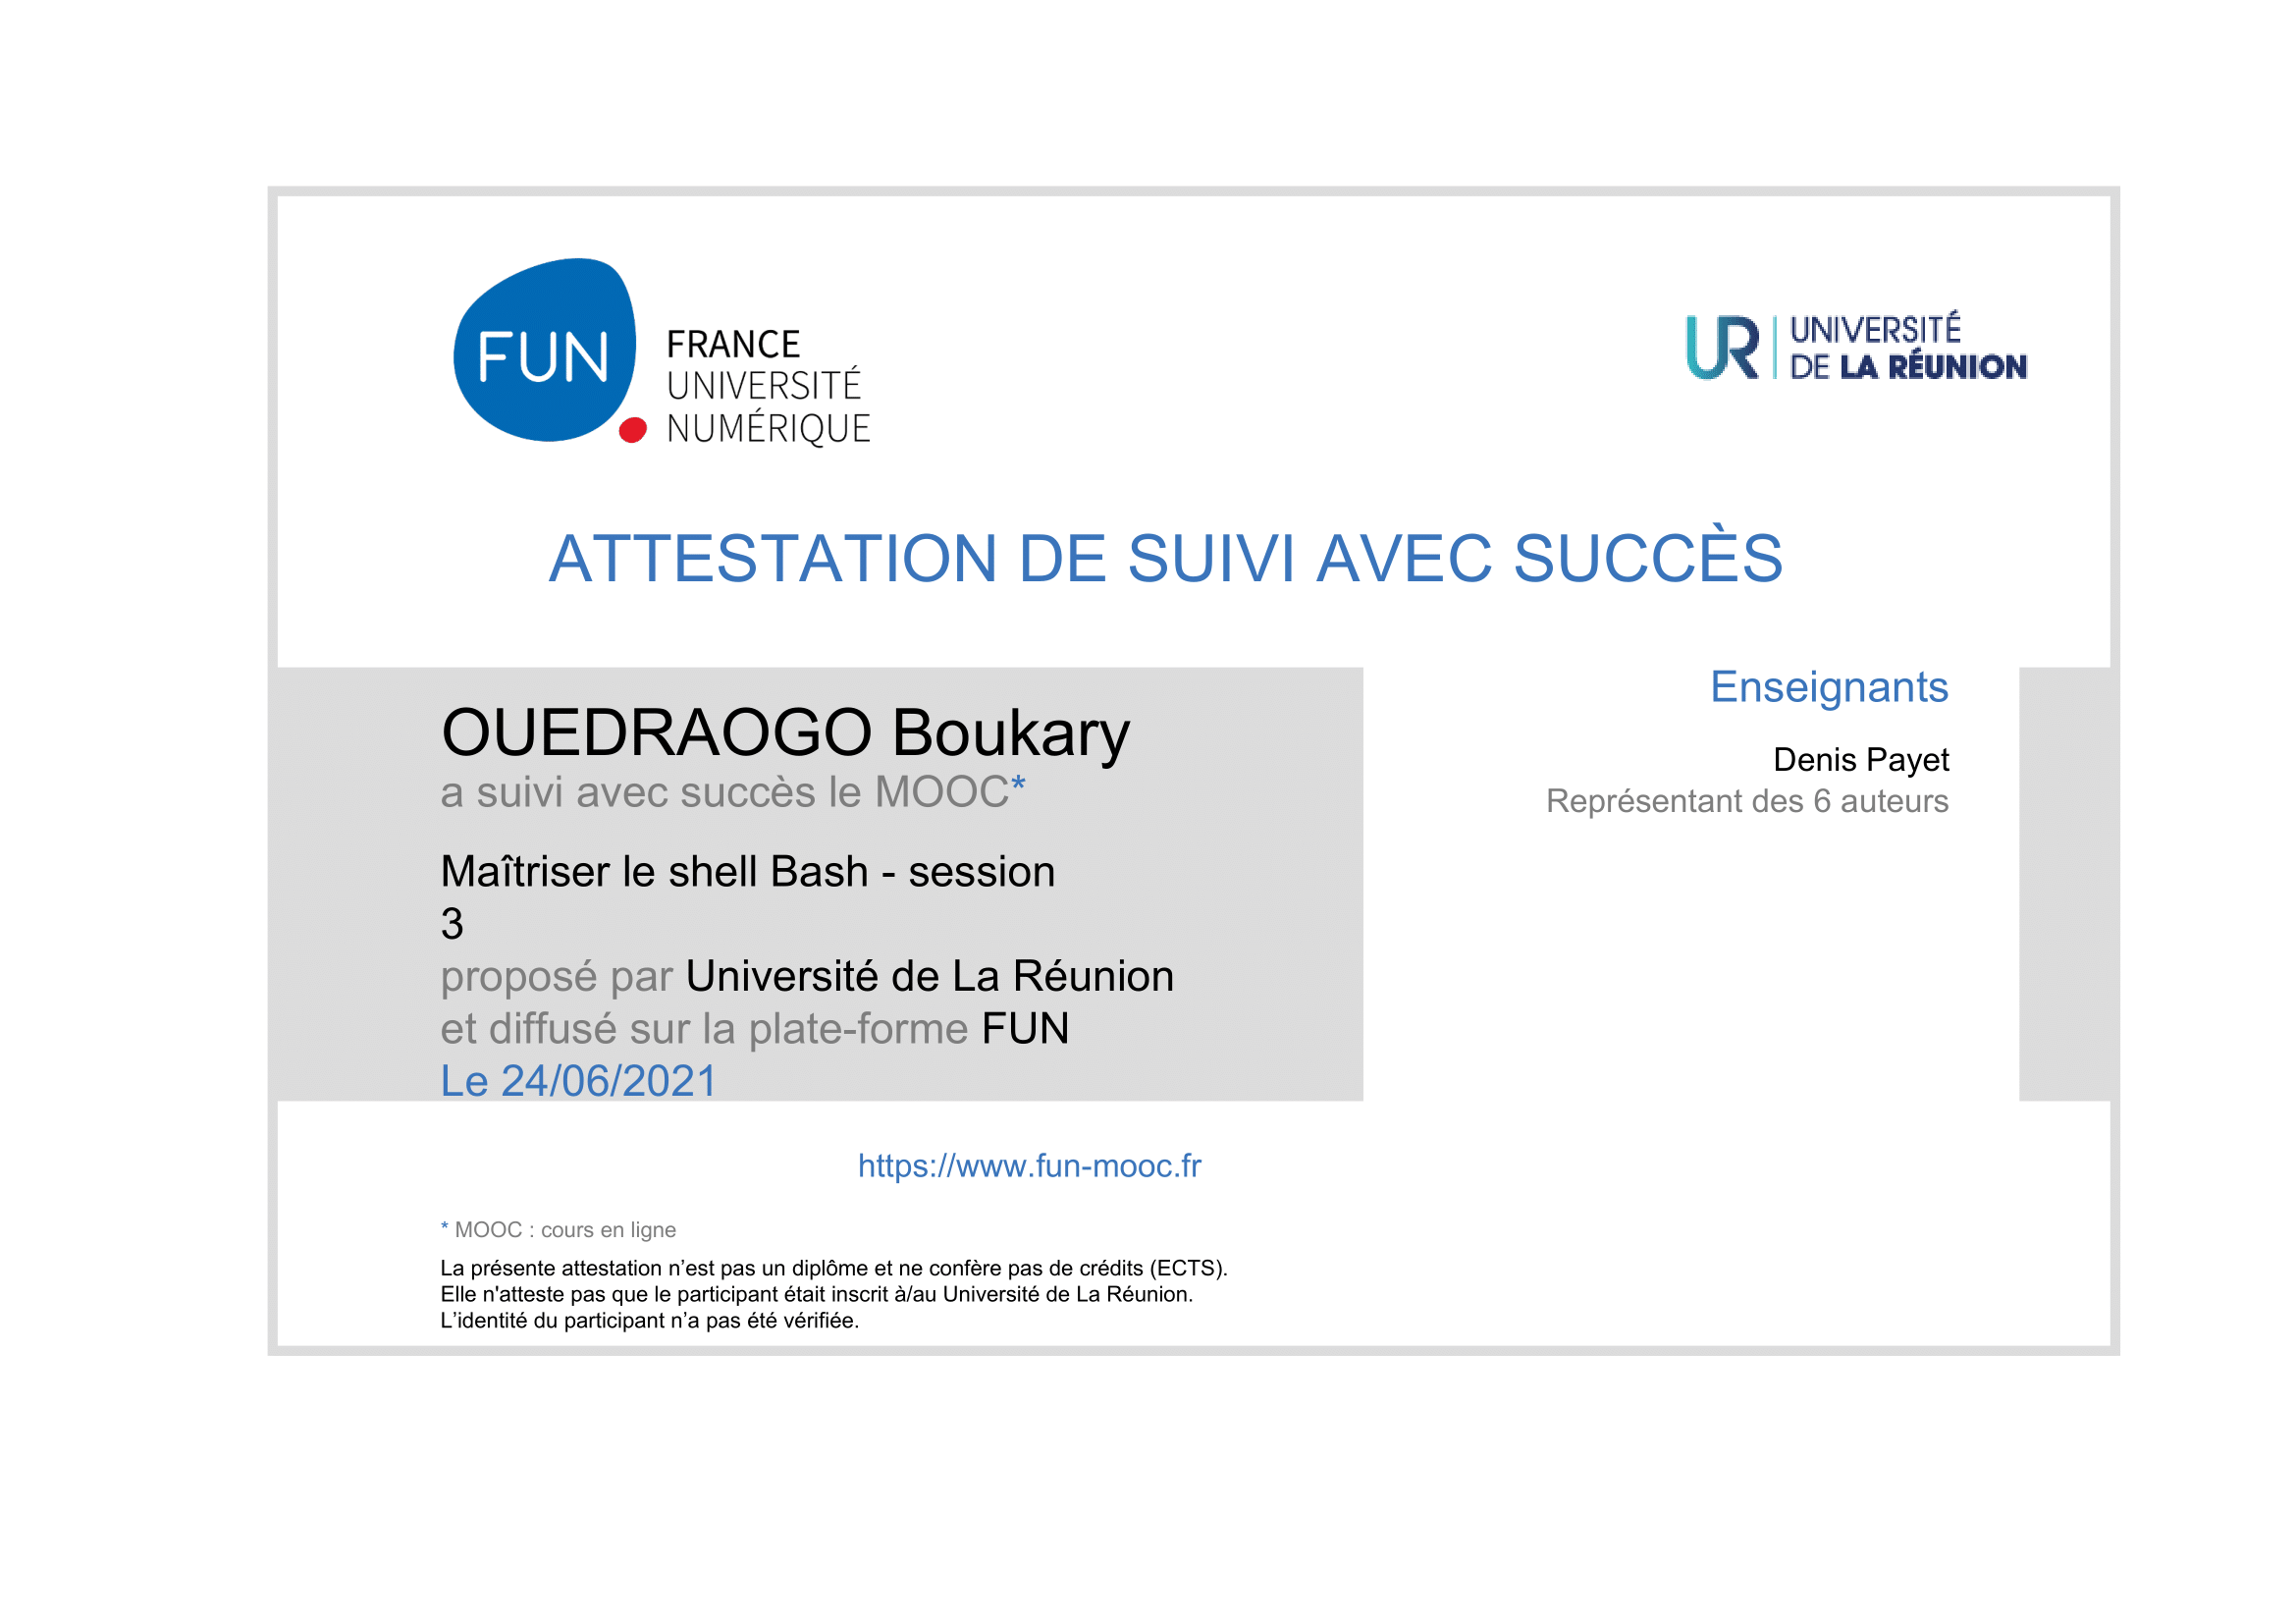 FUN
FRANCE
UNIVERSITÉ
NUMÉRIQUE
UR
UNIVERSITÉ
DE LA RÉUNION
ATTESTATION DE SUIVI AVEC SUCCÈS
OUEDRAOGO Boukary
a suivi avec succès le MOOC*
Maîtriser le shell Bash - session
3
proposé par Université de La Réunion
et diffusé sur la plate-forme FUN
Le 24/06/2021
Enseignants
Denis Payet
Représentant des 6 auteurs
https://www.fun-mooc.fr
* MOOC : cours en ligne
La présente attestation n’est pas un diplôme et ne confère pas de crédits (ECTS).
Elle n'atteste pas que le participant était inscrit à/au Université de La Réunion.
L’identité du participant n’a pas été vérifiée.